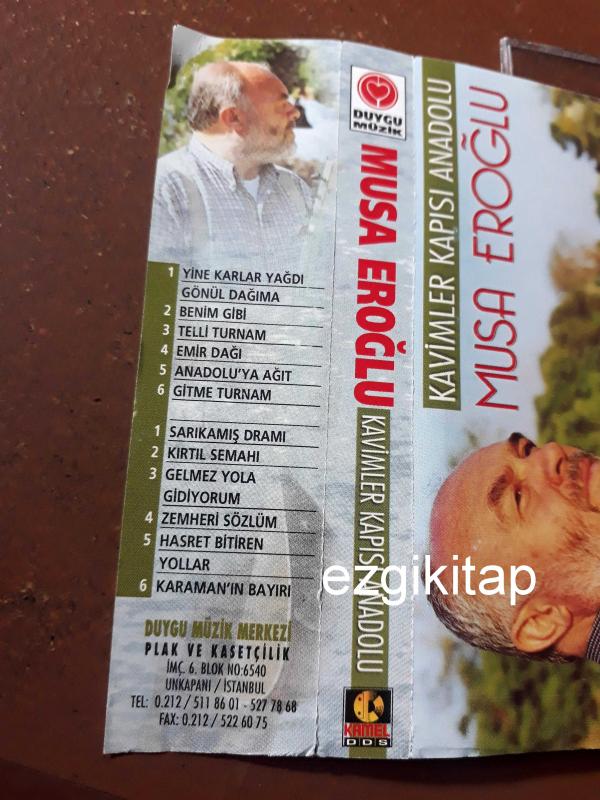 1 YİNE KARLAR YAĞDI
GÖNÜL DAĞIMA
2 BENİM GİBİ
3 TELLİ TURNAM
4 EMİR DAĞI
5 ANADOLU'YA AĞIT
6 GİTME TURNAM
1 SARIKAMIŞ DRAMI
2 KIRTIL SEMAHI
3 GELMEZ YOLA
GİDİYORUM
4 ZEMHERİ SÖZLÜM
5 HASRET BİTİREN
YOLLAR
6 KARAMAN'IN BAYIRI
DUYGU MÜZİK MERKEZİ
PLAK VE KASETÇİLİK
İMÇ. 6. BLOK NO:6540
UNKAPANI / İSTANBUL
TEL: 0.212 / 511 86 01 - 527 78 68
FAX: 0.212 / 522 60 75
DUYGU
MÜZİK
MUSA EROĞLU
KAVİMLER KAPISI ANADOLU
KAMEL
DDS
KAVİMLER KAPISI ANADOLU
MUSA EROĞLU
ezgikitap